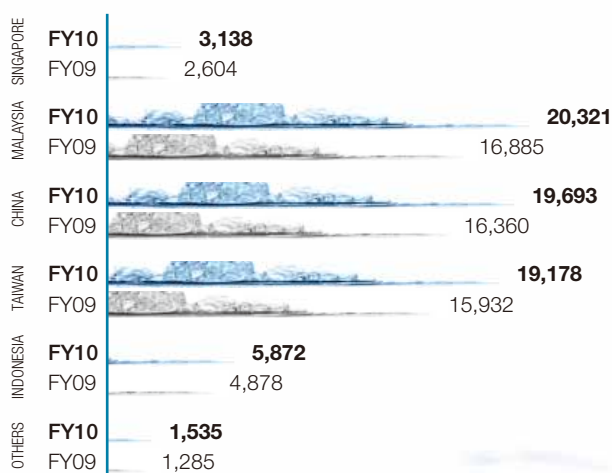 SINGAPORE
FY10 3,138
FY09 2,604
MALAYSIA
FY10 20,321
FY09 16,885
CHINA
FY10 19,693
FY09 16,360
TAIWAN
FY10 19,178
FY09 15,932
INDONESIA
FY10 5,872
FY09 4,878
OTHERS
FY10 1,535
FY09 1,285